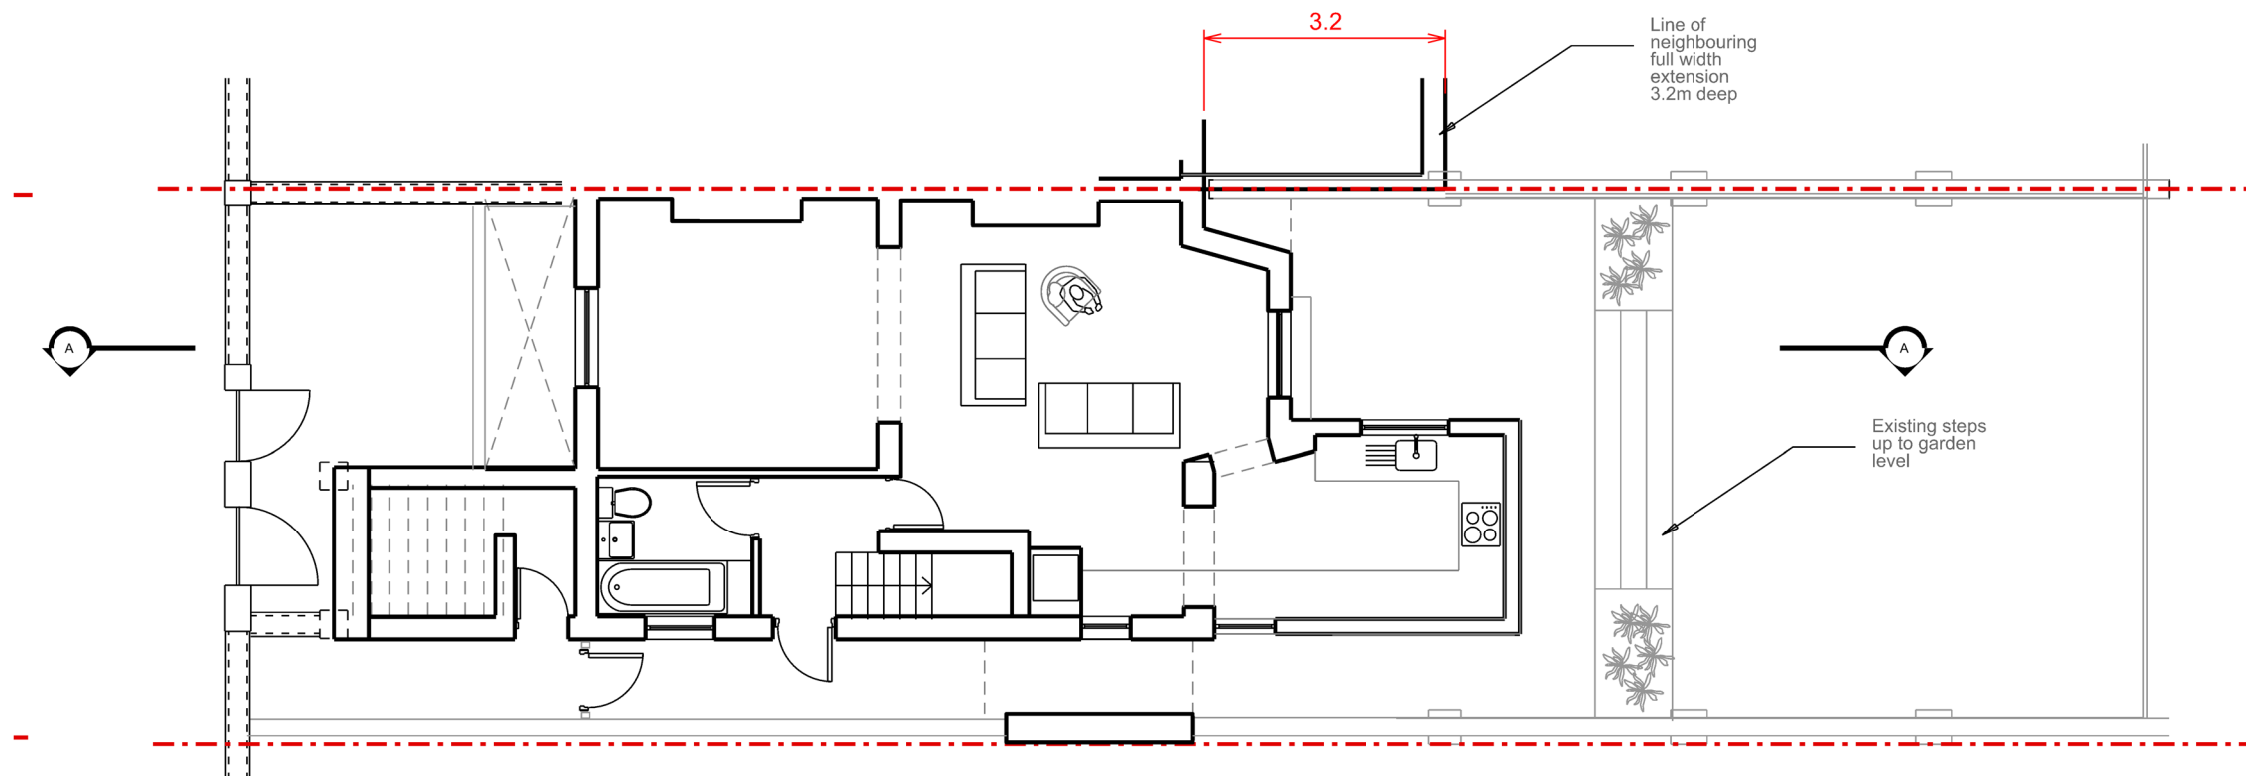 3.2
Line of
neighbouring
full width
extension
3.2m deep
A
A
Existing steps
up to garden
level